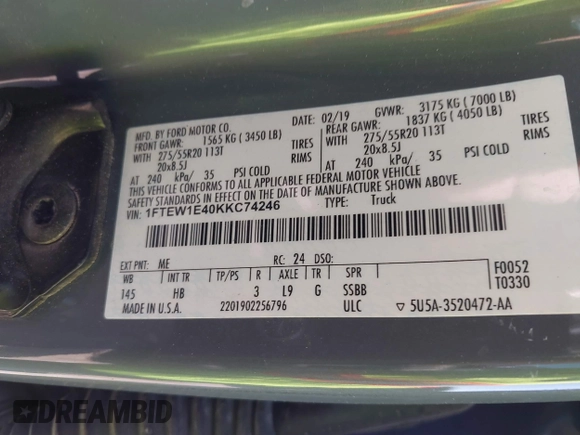 MFD. BY FORD MOTOR CO.
DATE: 02/19 GVWR: 3175 KG ( 7000 LB)
FRONT GAWR: 1565 KG ( 3450 LB)
REAR GAWR: 1837 KG ( 4050 LB)
WITH 275/55R20 113T TIRES
WITH 275/55R20 113T TIRES
20x8.5J RIMS
20x8.5J RIMS
AT 240 kPa/ 35 PSI COLD
AT 240 kPa/ 35 PSI COLD
THIS VEHICLE CONFORMS TO ALL APPLICABLE FEDERAL MOTOR VEHICLE
SAFETY STANDARDS IN EFFECT ON THE DATE OF MANUFACTURE SHOWN ABOVE.
VIN: 1FTEW1E40KKC74246
TYPE: Truck
EXT PNT: ME RC: 24 DSO:
WB INT TR TP/PS R AXLE TR SPR F0052
145 HB 3 L9 G SSBB T0330
2201902256796 ULC ▽ 5U5A-3520472-AA
DREAMBID